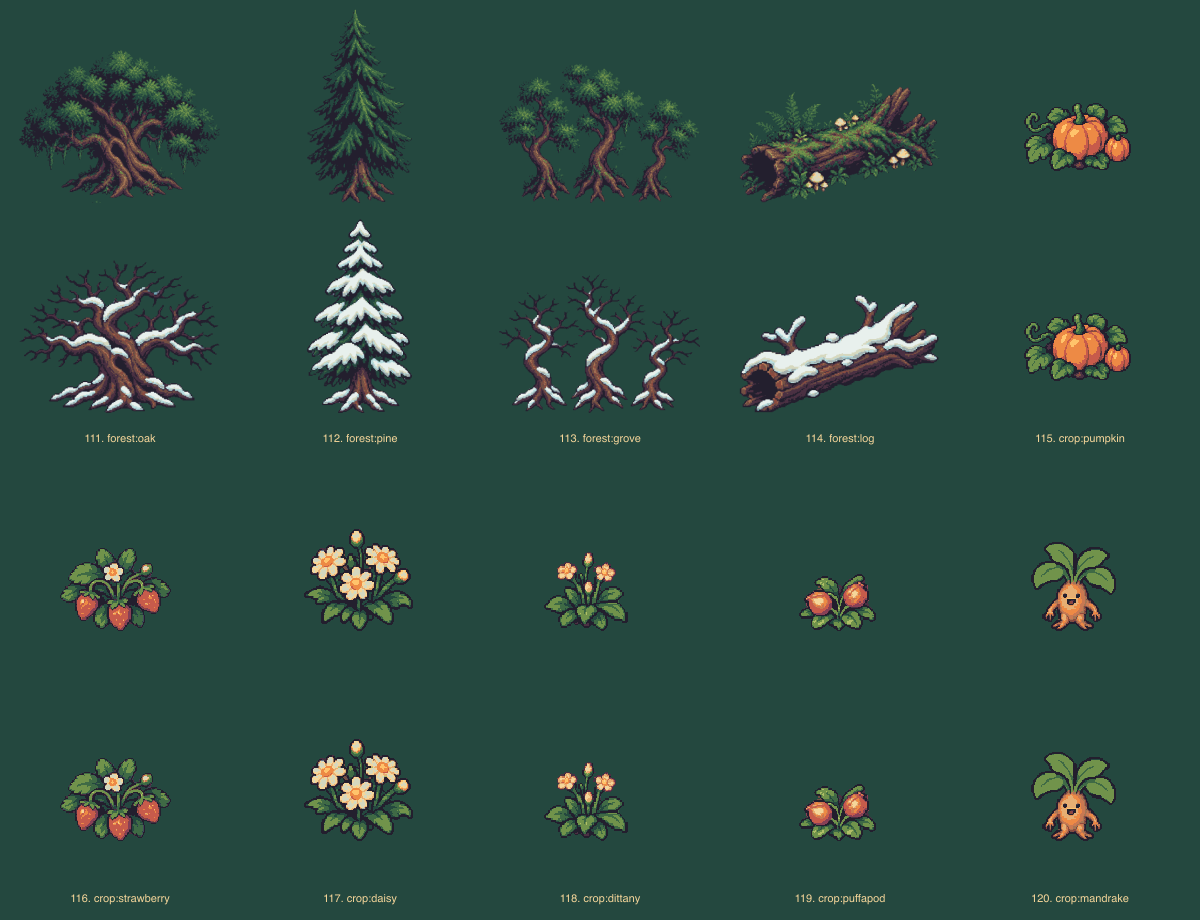 111. forest:oak
112. forest:pine
113. forest:grove
114. forest:log
115. crop:pumpkin
116. crop:strawberry
117. crop:daisy
118. crop:dittany
119. crop:puffapod
120. crop:mandrake